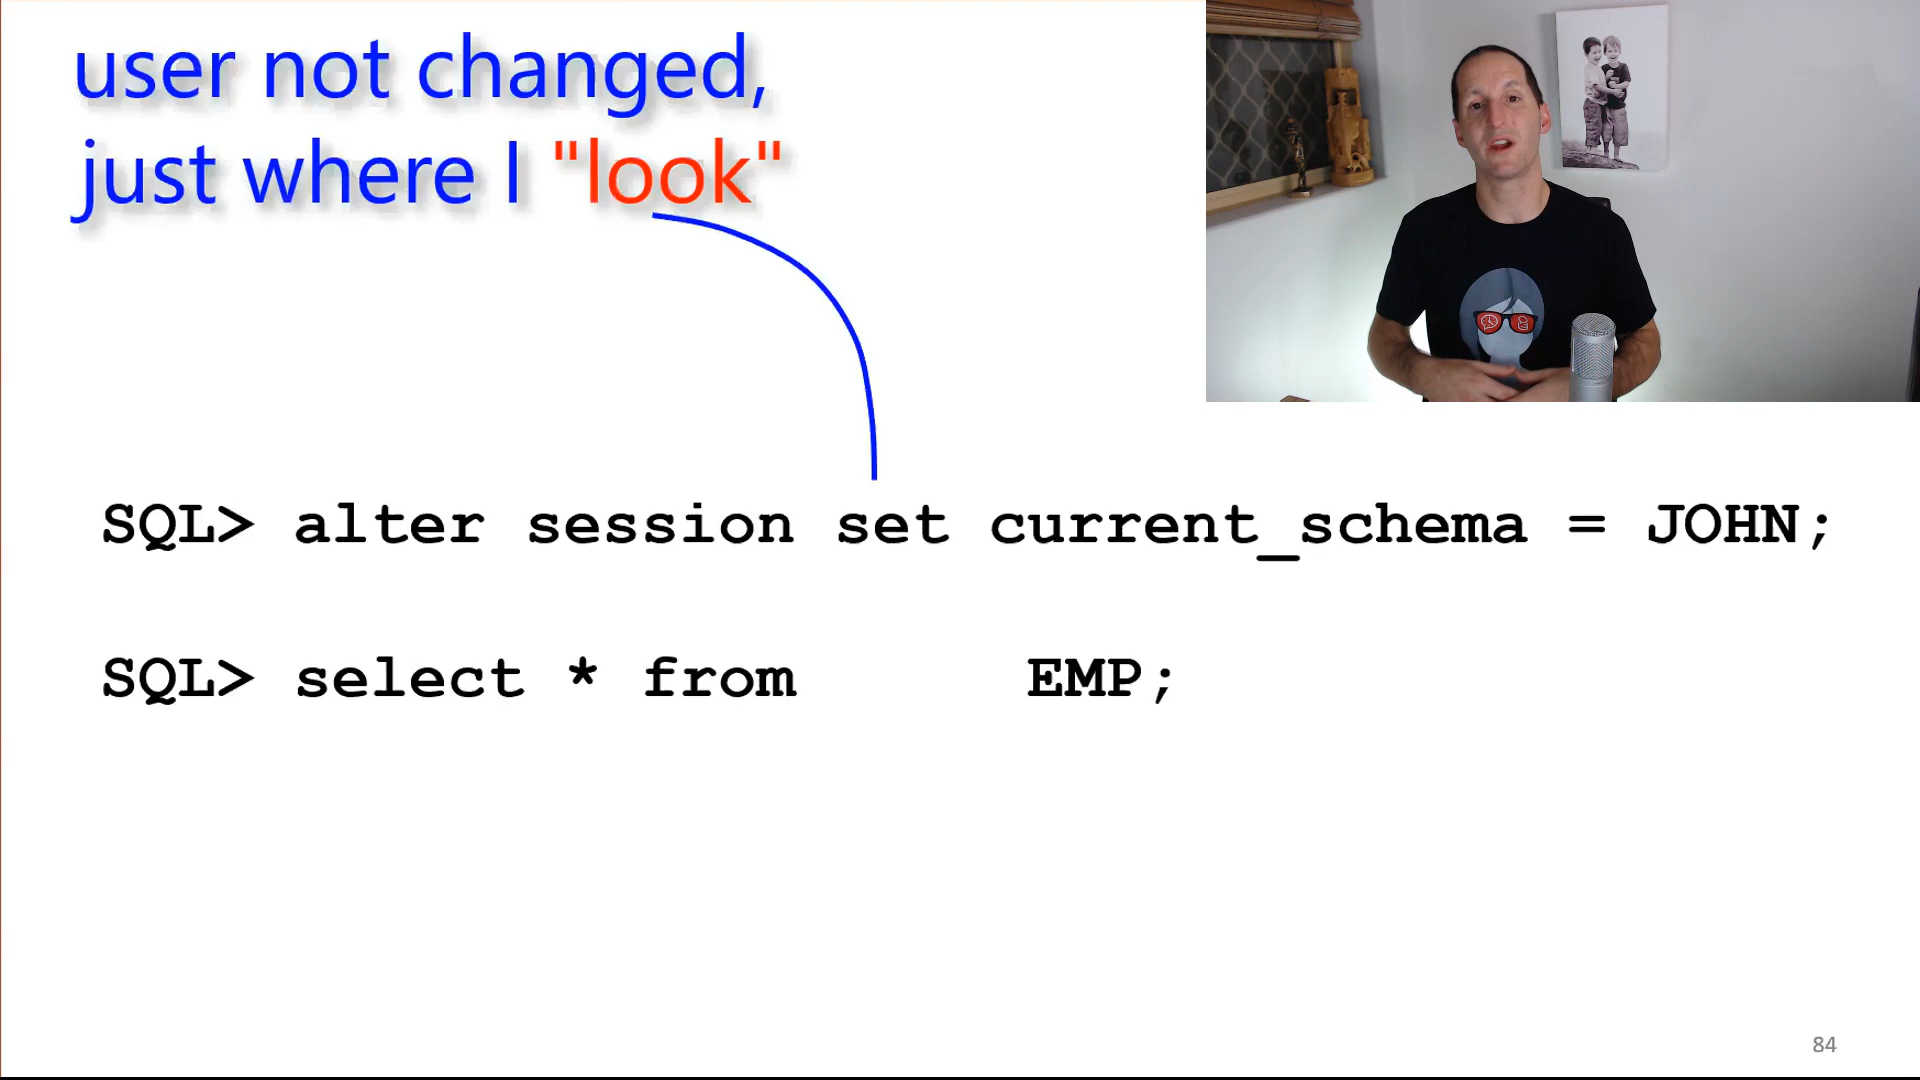 user not changed,
just where I "look"
SQL> alter session set current_schema = JOHN;
SQL> select * from EMP;
84